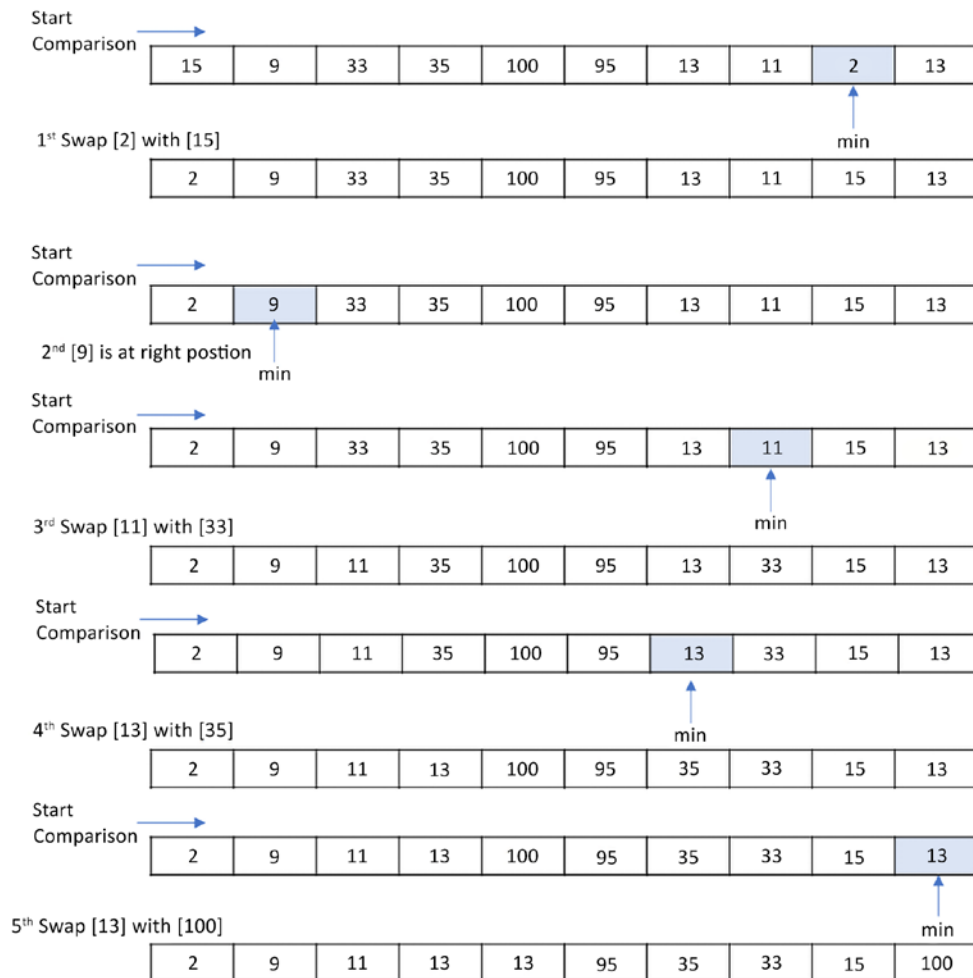 Start
Comparison
15 9 33 35 100 95 13 11 2 13
min
1st Swap [2] with [15]
2 9 33 35 100 95 13 11 15 13
Start
Comparison
2 9 33 35 100 95 13 11 15 13
2nd [9] is at right postion
min
Start
Comparison
2 9 33 35 100 95 13 11 15 13
min
3rd Swap [11] with [33]
2 9 11 35 100 95 13 33 15 13
Start
Comparison
2 9 11 35 100 95 13 33 15 13
min
4th Swap [13] with [35]
2 9 11 13 100 95 35 33 15 13
Start
Comparison
2 9 11 13 100 95 35 33 15 13
min
5th Swap [13] with [100]
2 9 11 13 13 95 35 33 15 100